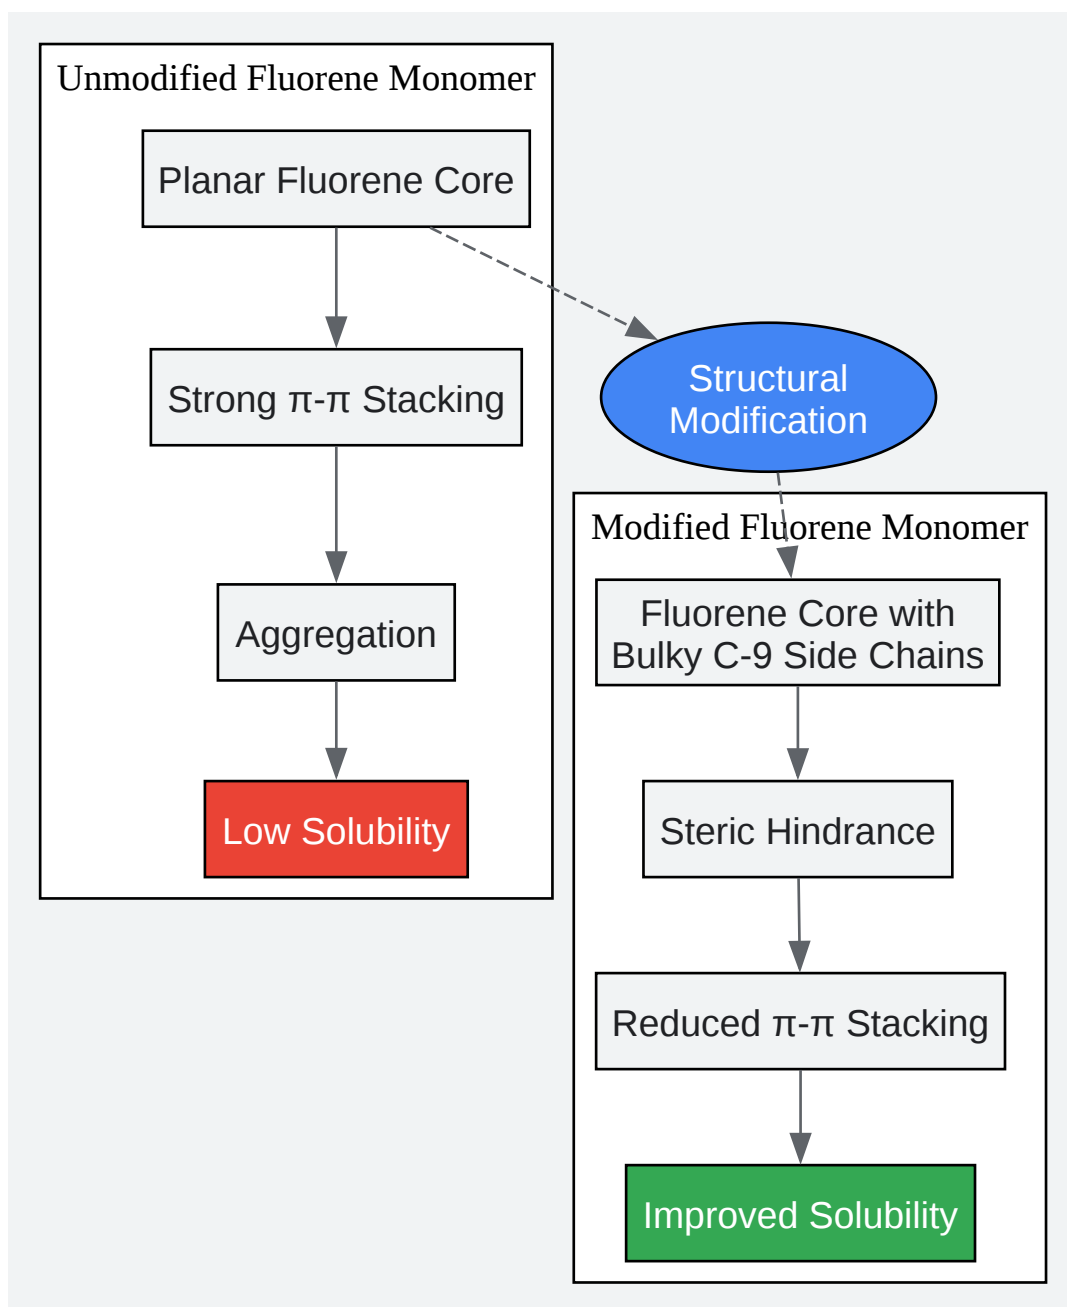 Unmodified Fluorene Monomer
Planar Fluorene Core
Strong π-π Stacking
Aggregation
Low Solubility
Structural
Modification
Modified Fluorene Monomer
Fluorene Core with
Bulky C-9 Side Chains
Steric Hindrance
Reduced π-π Stacking
Improved Solubility